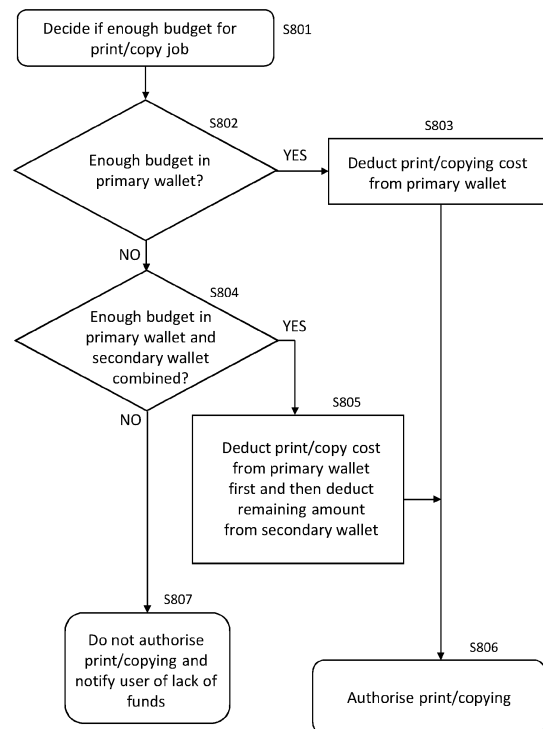 Decide if enough budget for
print/copy job
S801
S802
Enough budget in
primary wallet?
YES
S803
Deduct print/copying cost
from primary wallet
NO
S804
Enough budget in
primary wallet and
secondary wallet
combined?
YES
NO
S805
Deduct print/copy cost
from primary wallet
first and then deduct
remaining amount
from secondary wallet
S807
Do not authorise
print/copying and
notify user of lack of
funds
S806
Authorise print/copying